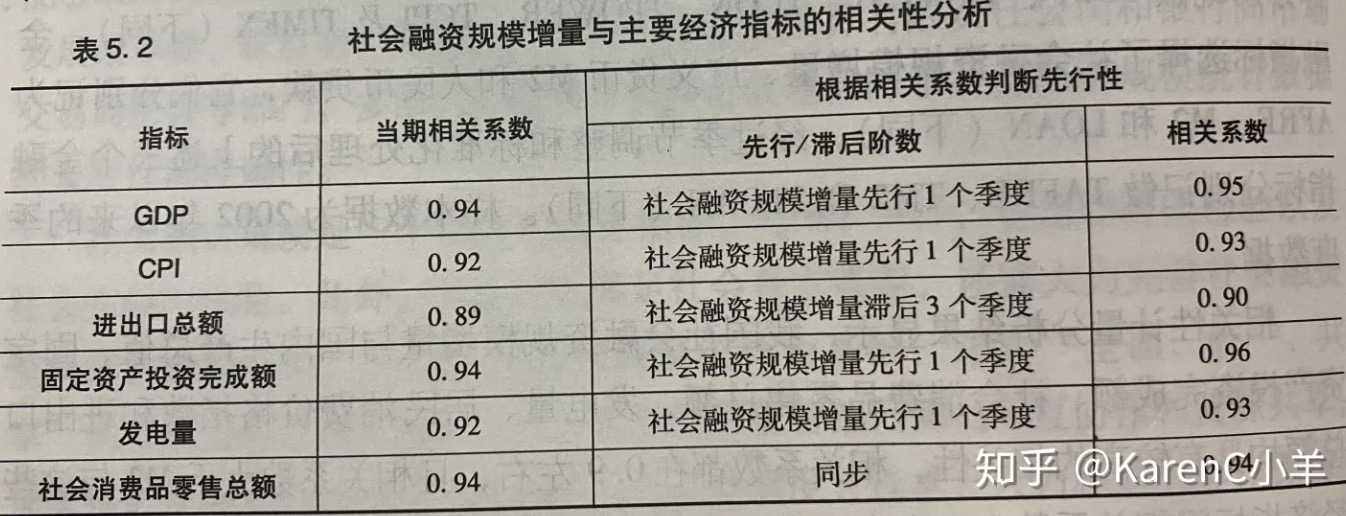 表5.2 社会融资规模增量与主要经济指标的相关性分析
指标 当期相关系数 根据相关系数判断先行性
先行/滞后阶数 相关系数
GDP 0.94 社会融资规模增量先行1个季度 0.95
CPI 0.92 社会融资规模增量先行1个季度 0.93
进出口总额 0.89 社会融资规模增量滞后3个季度 0.90
固定资产投资完成额 0.94 社会融资规模增量先行1个季度 0.96
发电量 0.92 社会融资规模增量先行1个季度 0.93
社会消费品零售总额 0.94 同步 0.94
知乎 @KarenC小羊